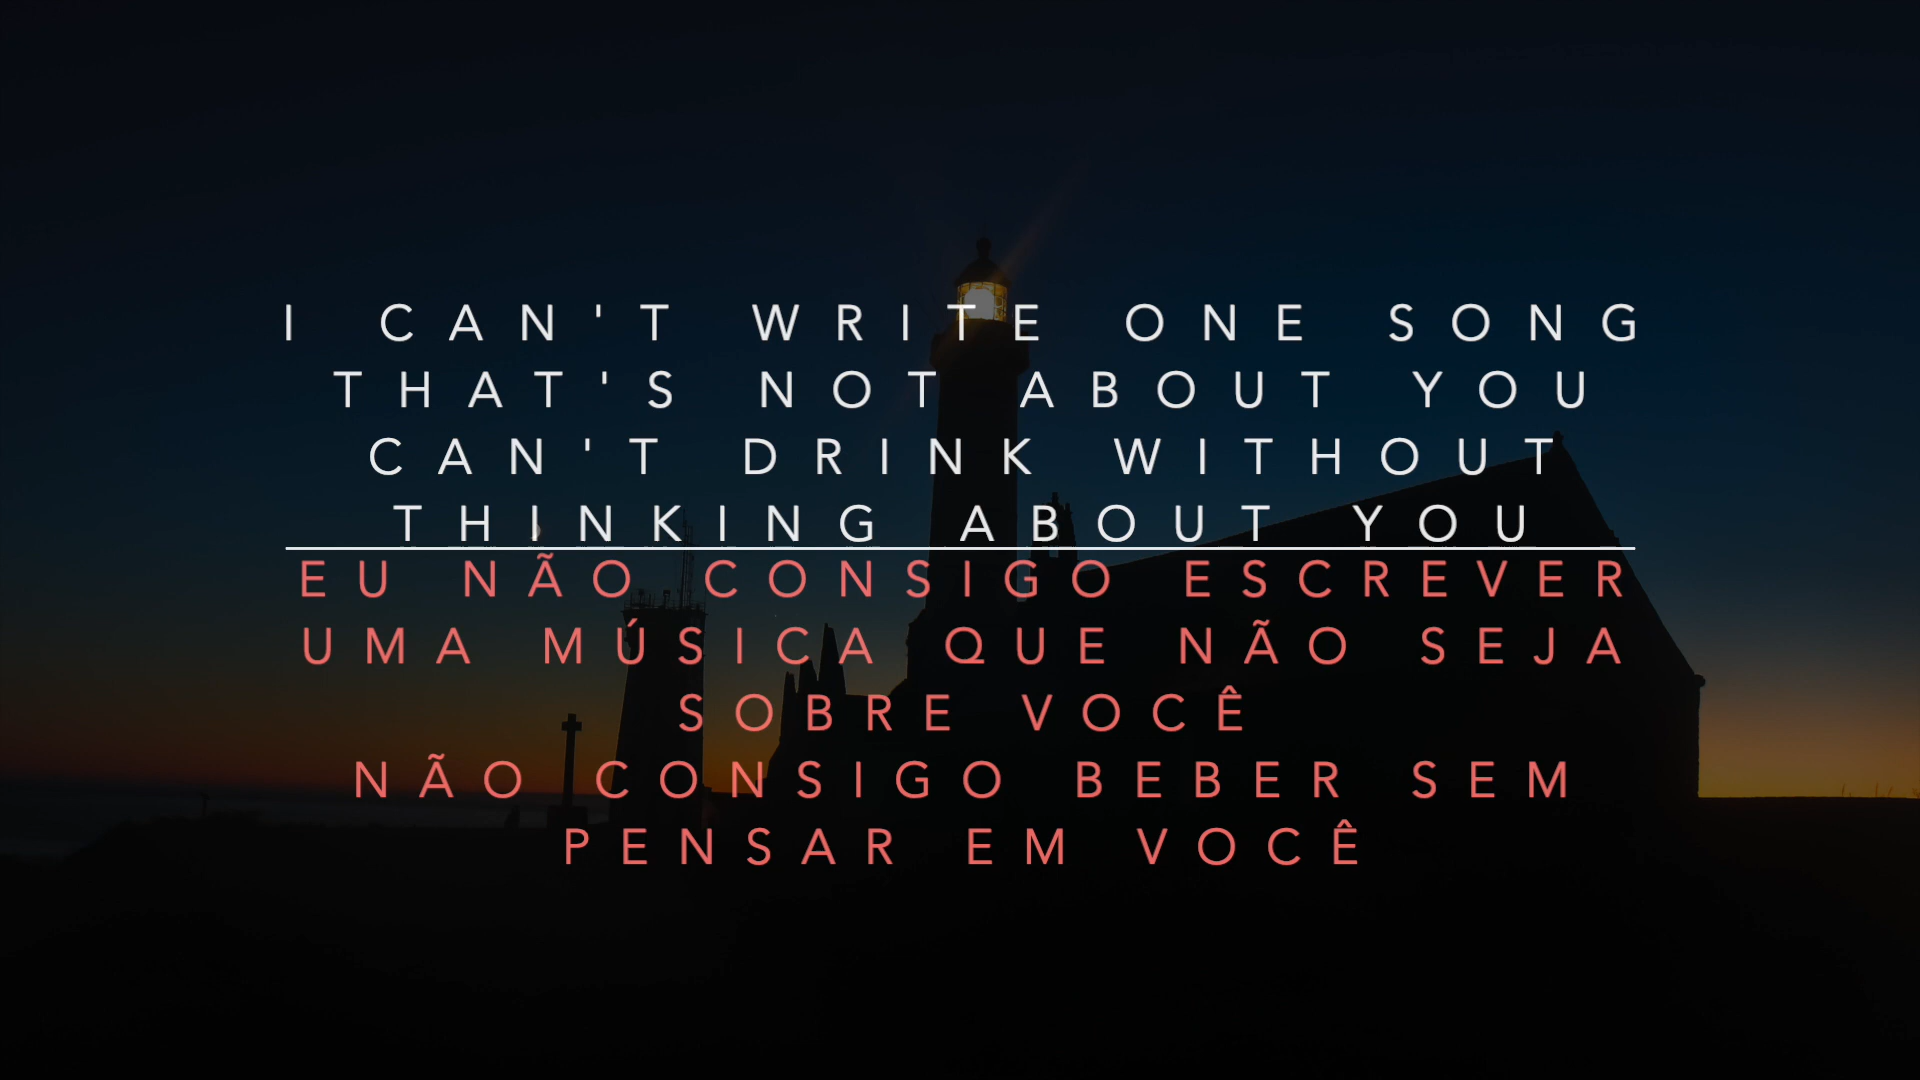 I CAN'T WRITE ONE SONG
THAT'S NOT ABOUT YOU
CAN'T DRINK WITHOUT
THINKING ABOUT YOU
EU NÃO CONSIGO ESCREVER
UMA MÚSICA QUE NÃO SEJA
SOBRE VOCÊ
NÃO CONSIGO BEBER SEM
PENSAR EM VOCÊ